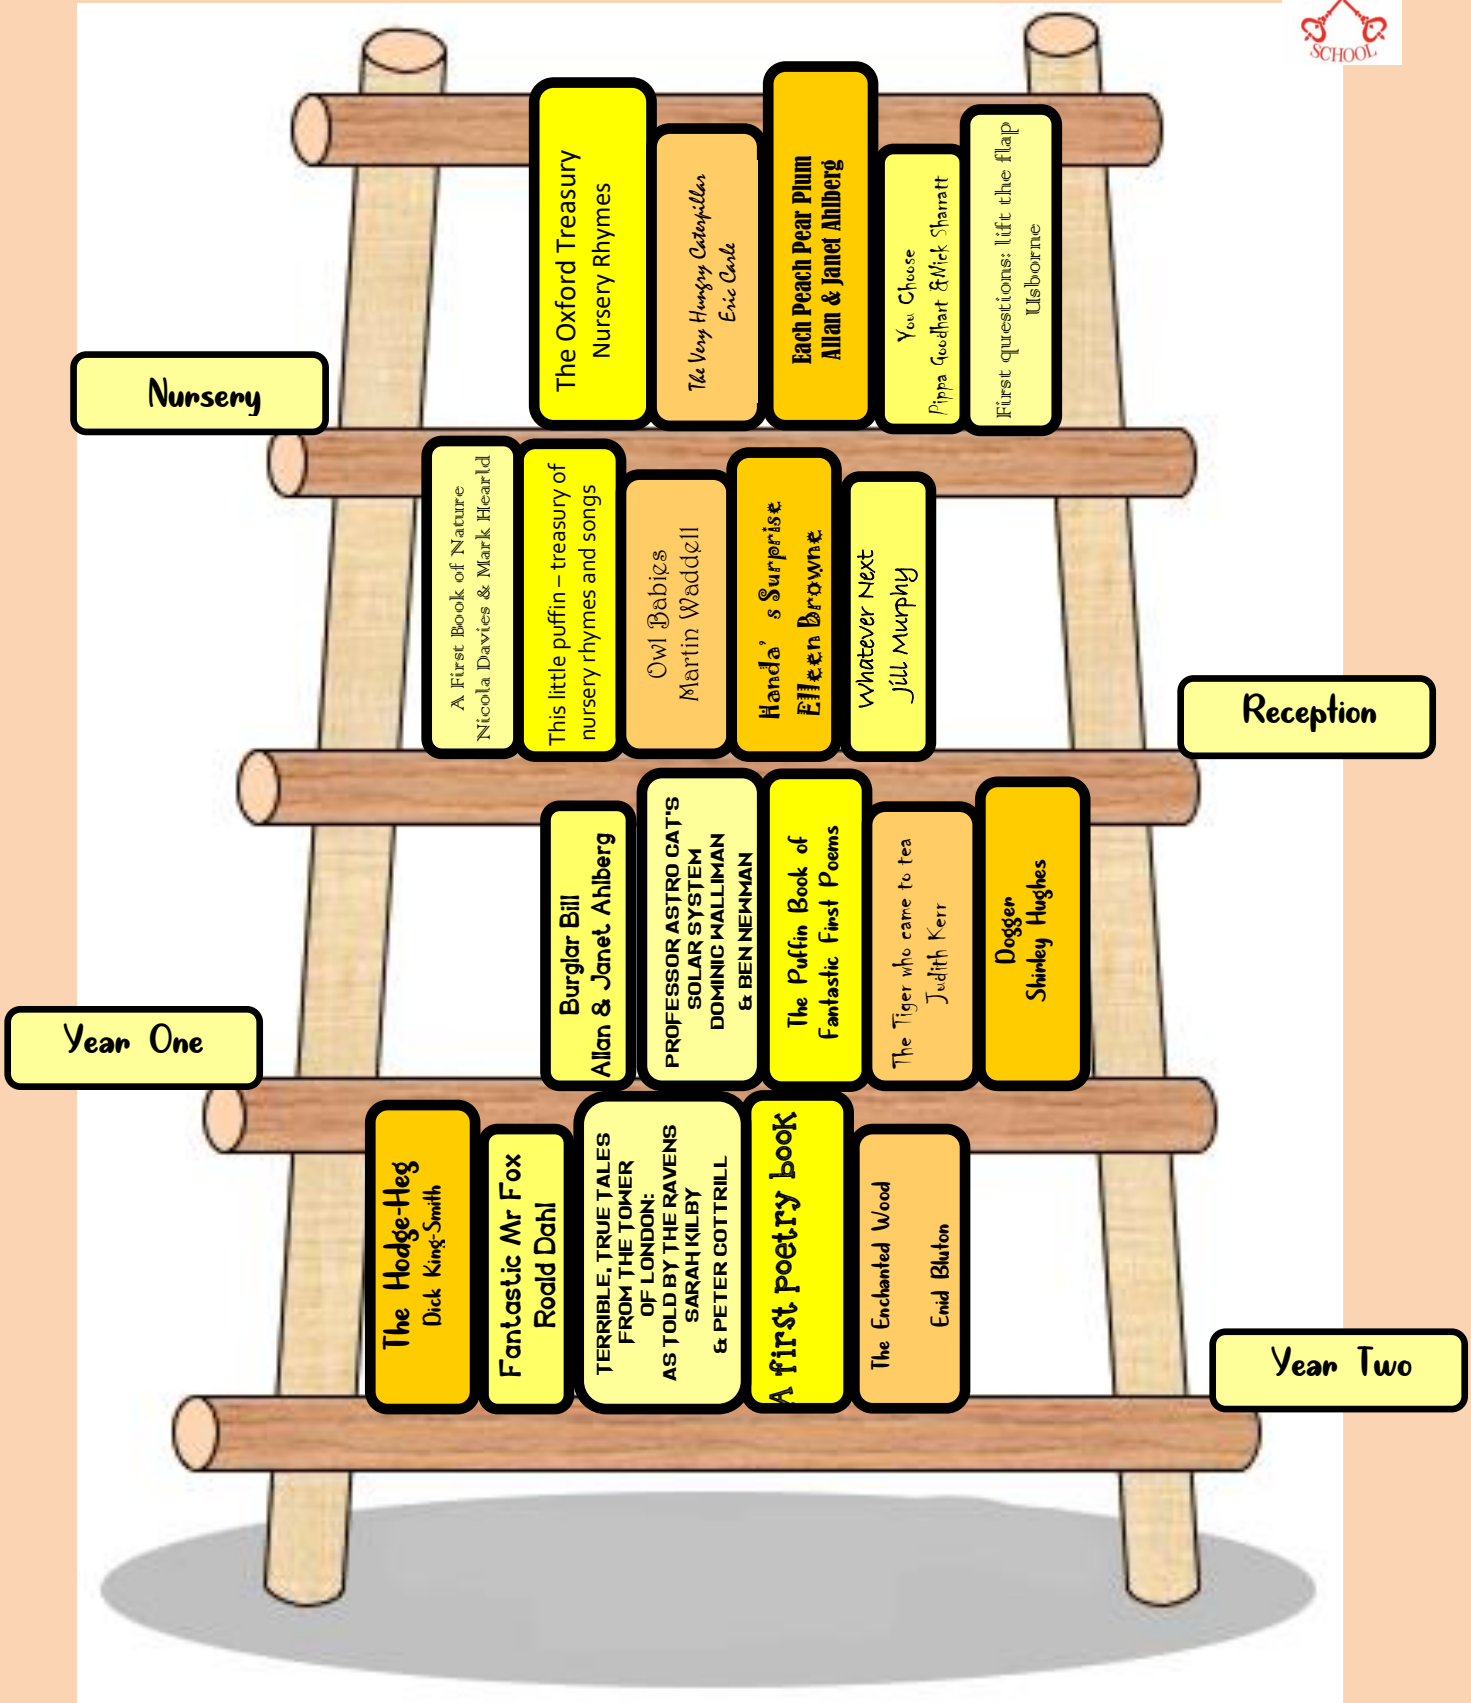 SCHOOL
The Oxford Treasury
Nursery Rhymes
The Very Hungry Caterpillar
Eric Carle
Each Peach Pear Plum
Allan & Janet Ahlberg
You Choose
Pippa Goodhart &Nick Sharratt
First questions: lift the flap
Usborne
Nursery
A First Book of Nature
Nicola Davies & Mark Hearld
This little puffin – treasury of
nursery rhymes and songs
Owl Babies
Martin Waddell
Handa’ s Surprise
Eileen Browne
Whatever Next
Jill Murphy
Reception
Burglar Bill
Allan & Janet Ahlberg
PROFESSOR ASTRO CAT'S
SOLAR SYSTEM
DOMINIC WALLIMAN
& BEN NEWMAN
The Puffin Book of
Fantastic First Poems
The Tiger who came to tea
Judith Kerr
Dogger
Shirley Hughes
Year One
The Hodge-Heg
Dick King-Smith
Fantastic Mr Fox
Roald Dahl
TERRIBLE, TRUE TALES
FROM THE TOWER
OF LONDON:
AS TOLD BY THE RAVENS
SARAH KILBY
& PETER COTTRILL
A first poetry book
The Enchanted Wood
Enid Bluton
Year Two